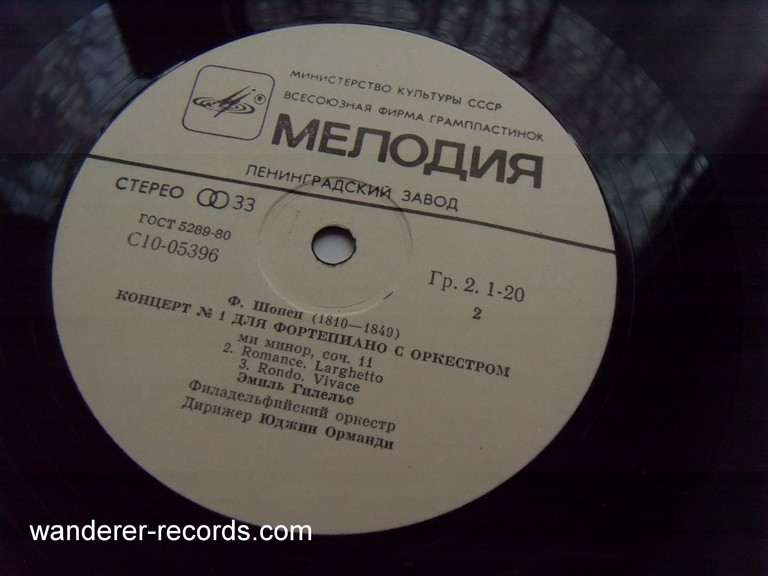 МИНИСТЕРСТВО КУЛЬТУРЫ СССР
ВСЕСОЮЗНАЯ ФИРМА ГРАМПЛАСТИНОК
®
МЕЛОДИЯ
ЛЕНИНГРАДСКИЙ ЗАВОД
СТЕРЕО 33
ГОСТ 5289-80
С10-05396
Гр. 2. 1-20
2
Ф. Шопен (1810—1849)
КОНЦЕРТ № 1 ДЛЯ ФОРТЕПИАНО С ОРКЕСТРОМ
ми минор, соч. 11
2. Romance. Larghetto
3. Rondo. Vivace
Эмиль Гилельс
Филадельфийский оркестр
Дирижер Юджин Орманди
wanderer-records.com